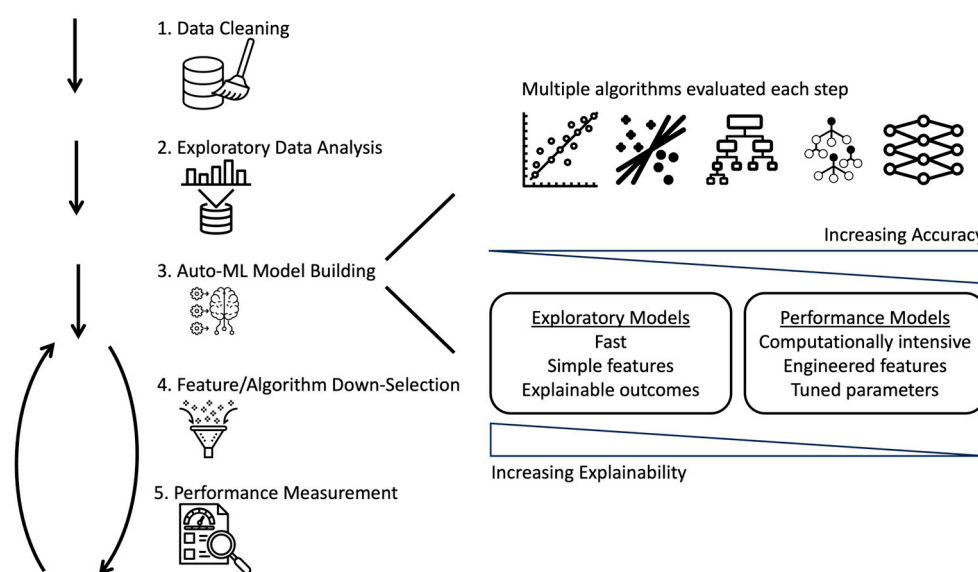 1. Data Cleaning
2. Exploratory Data Analysis
3. Auto-ML Model Building
4. Feature/Algorithm Down-Selection
5. Performance Measurement
Multiple algorithms evaluated each step
Increasing Accuracy
Exploratory Models
Fast
Simple features
Explainable outcomes
Performance Models
Computationally intensive
Engineered features
Tuned parameters
Increasing Explainability